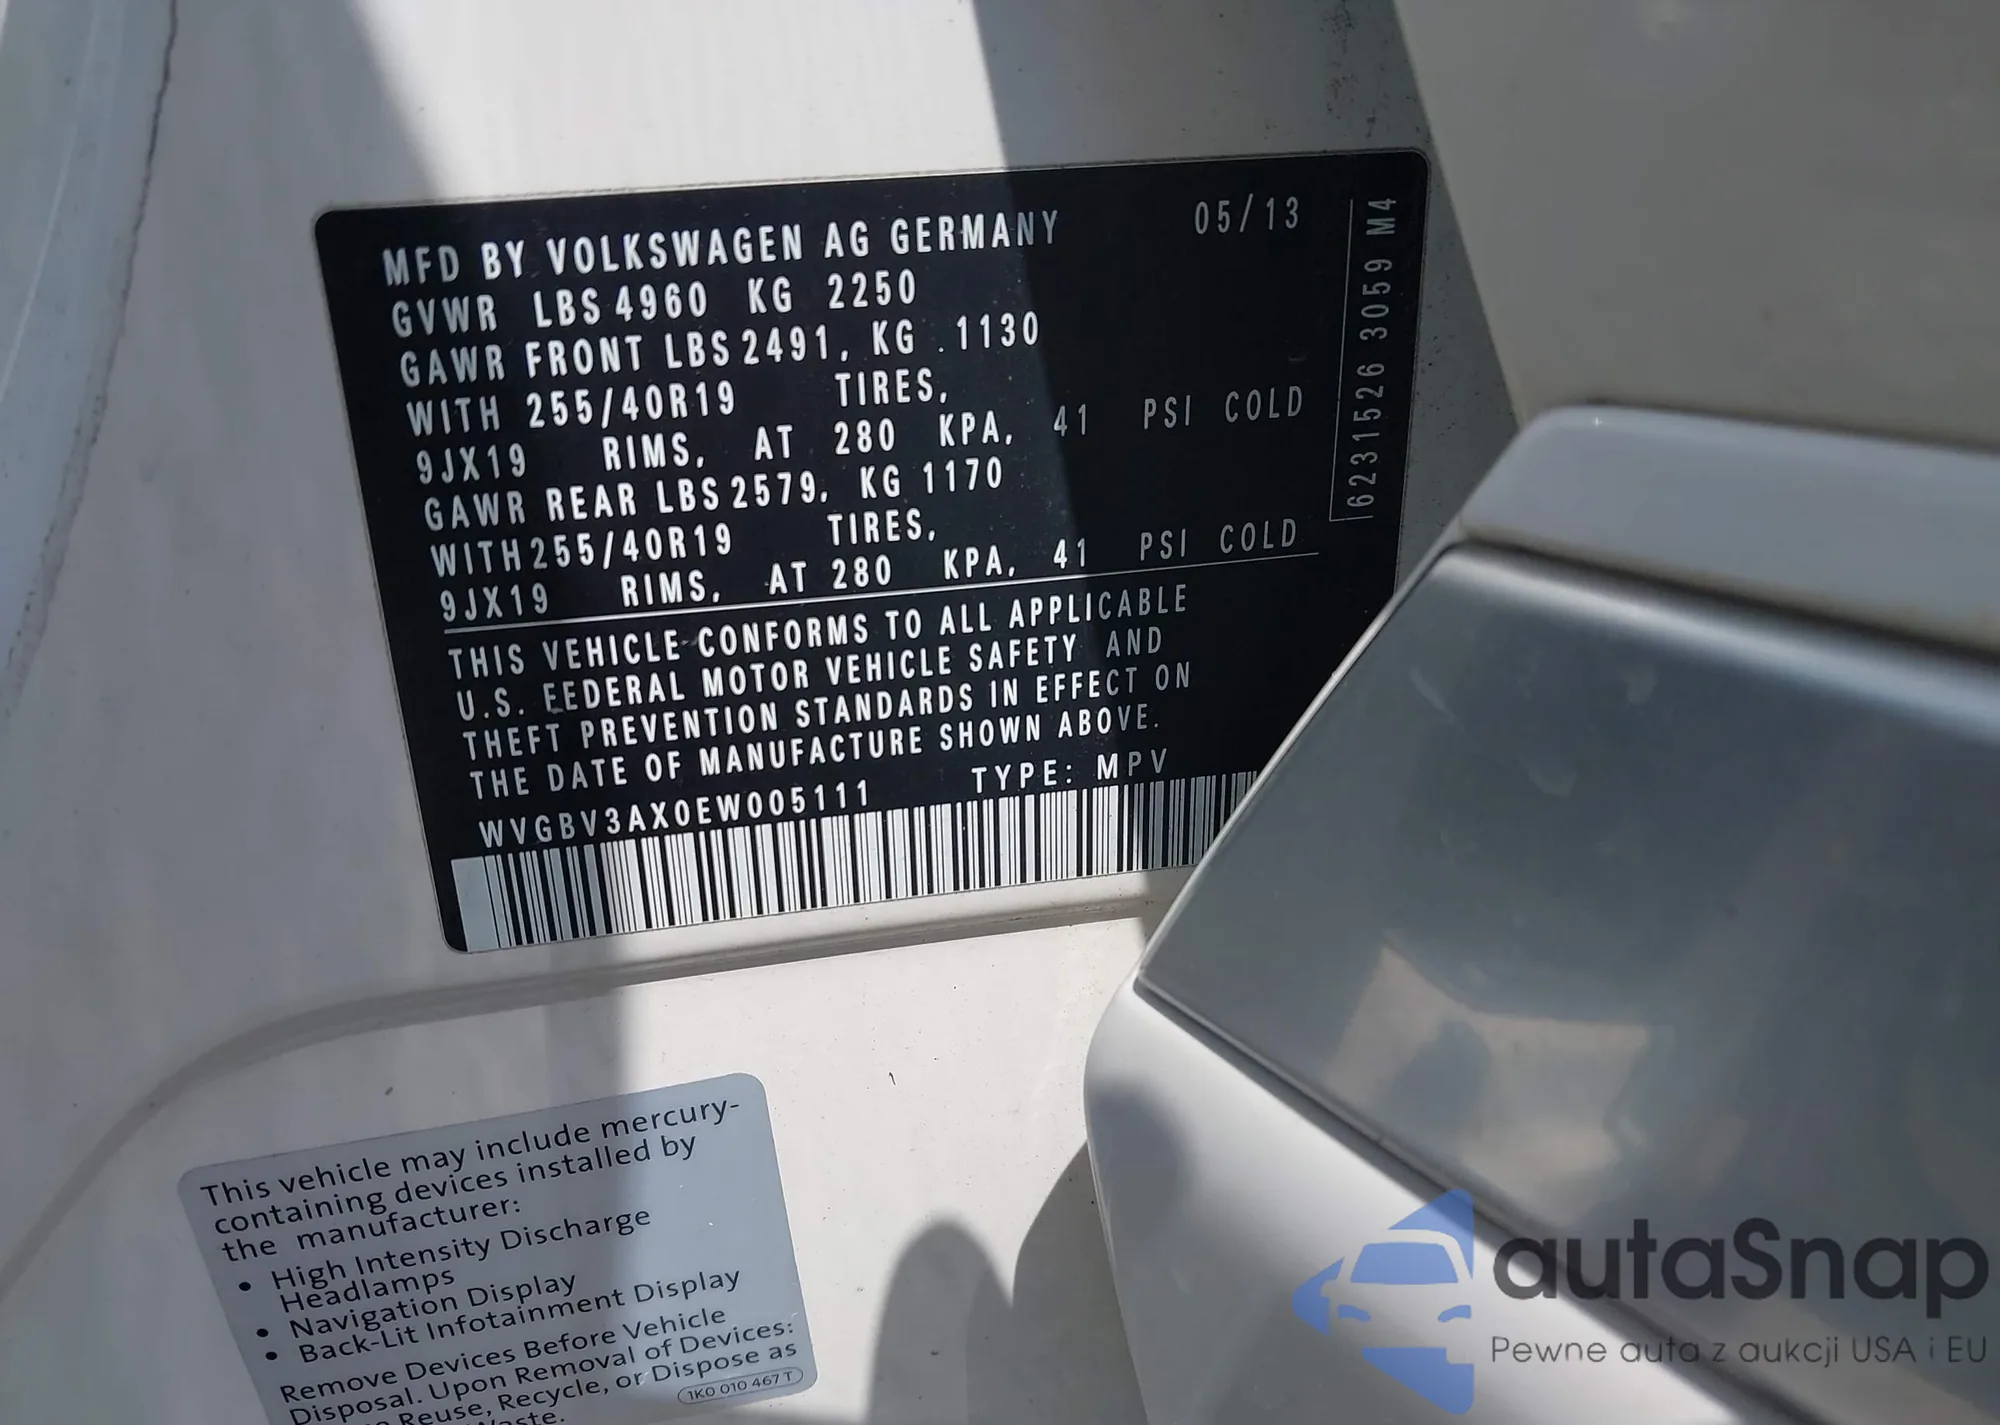 MFD BY VOLKSWAGEN AG GERMANY 05/13
GVWR LBS 4960 KG 2250
GAWR FRONT LBS 2491, KG . 1130
WITH 255/40R19 TIRES,
9JX19 RIMS, AT 280 KPA, 41 PSI COLD
GAWR REAR LBS 2579, KG 1170
WITH 255/40R19 TIRES,
9JX19 RIMS, AT 280 KPA, 41 PSI COLD
6231526 3059 M4
THIS VEHICLE CONFORMS TO ALL APPLICABLE
U.S. FEDERAL MOTOR VEHICLE SAFETY AND
THEFT PREVENTION STANDARDS IN EFFECT ON
THE DATE OF MANUFACTURE SHOWN ABOVE.
WVGBV3AX0EW005111 TYPE: MPV
This vehicle may include mercury-
containing devices installed by
the manufacturer:
• High Intensity Discharge
Headlamps
• Navigation Display
• Back-Lit Infotainment Display
Remove Devices Before Vehicle
Disposal. Upon Removal of Devices:
Reuse, Recycle, or Dispose as
1K0 010 467 T
autaSnap
Pewne auta z aukcji USA i EU